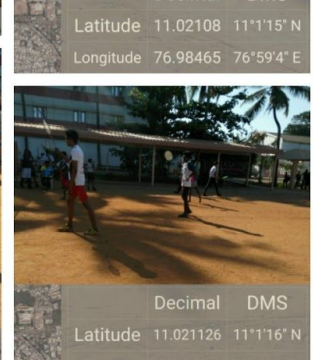 Latitude 11.02108 11°1'15" N
Longitude 76.98465 76°59'4" E
Decimal DMS
Latitude 11.021126 11°1'16" N